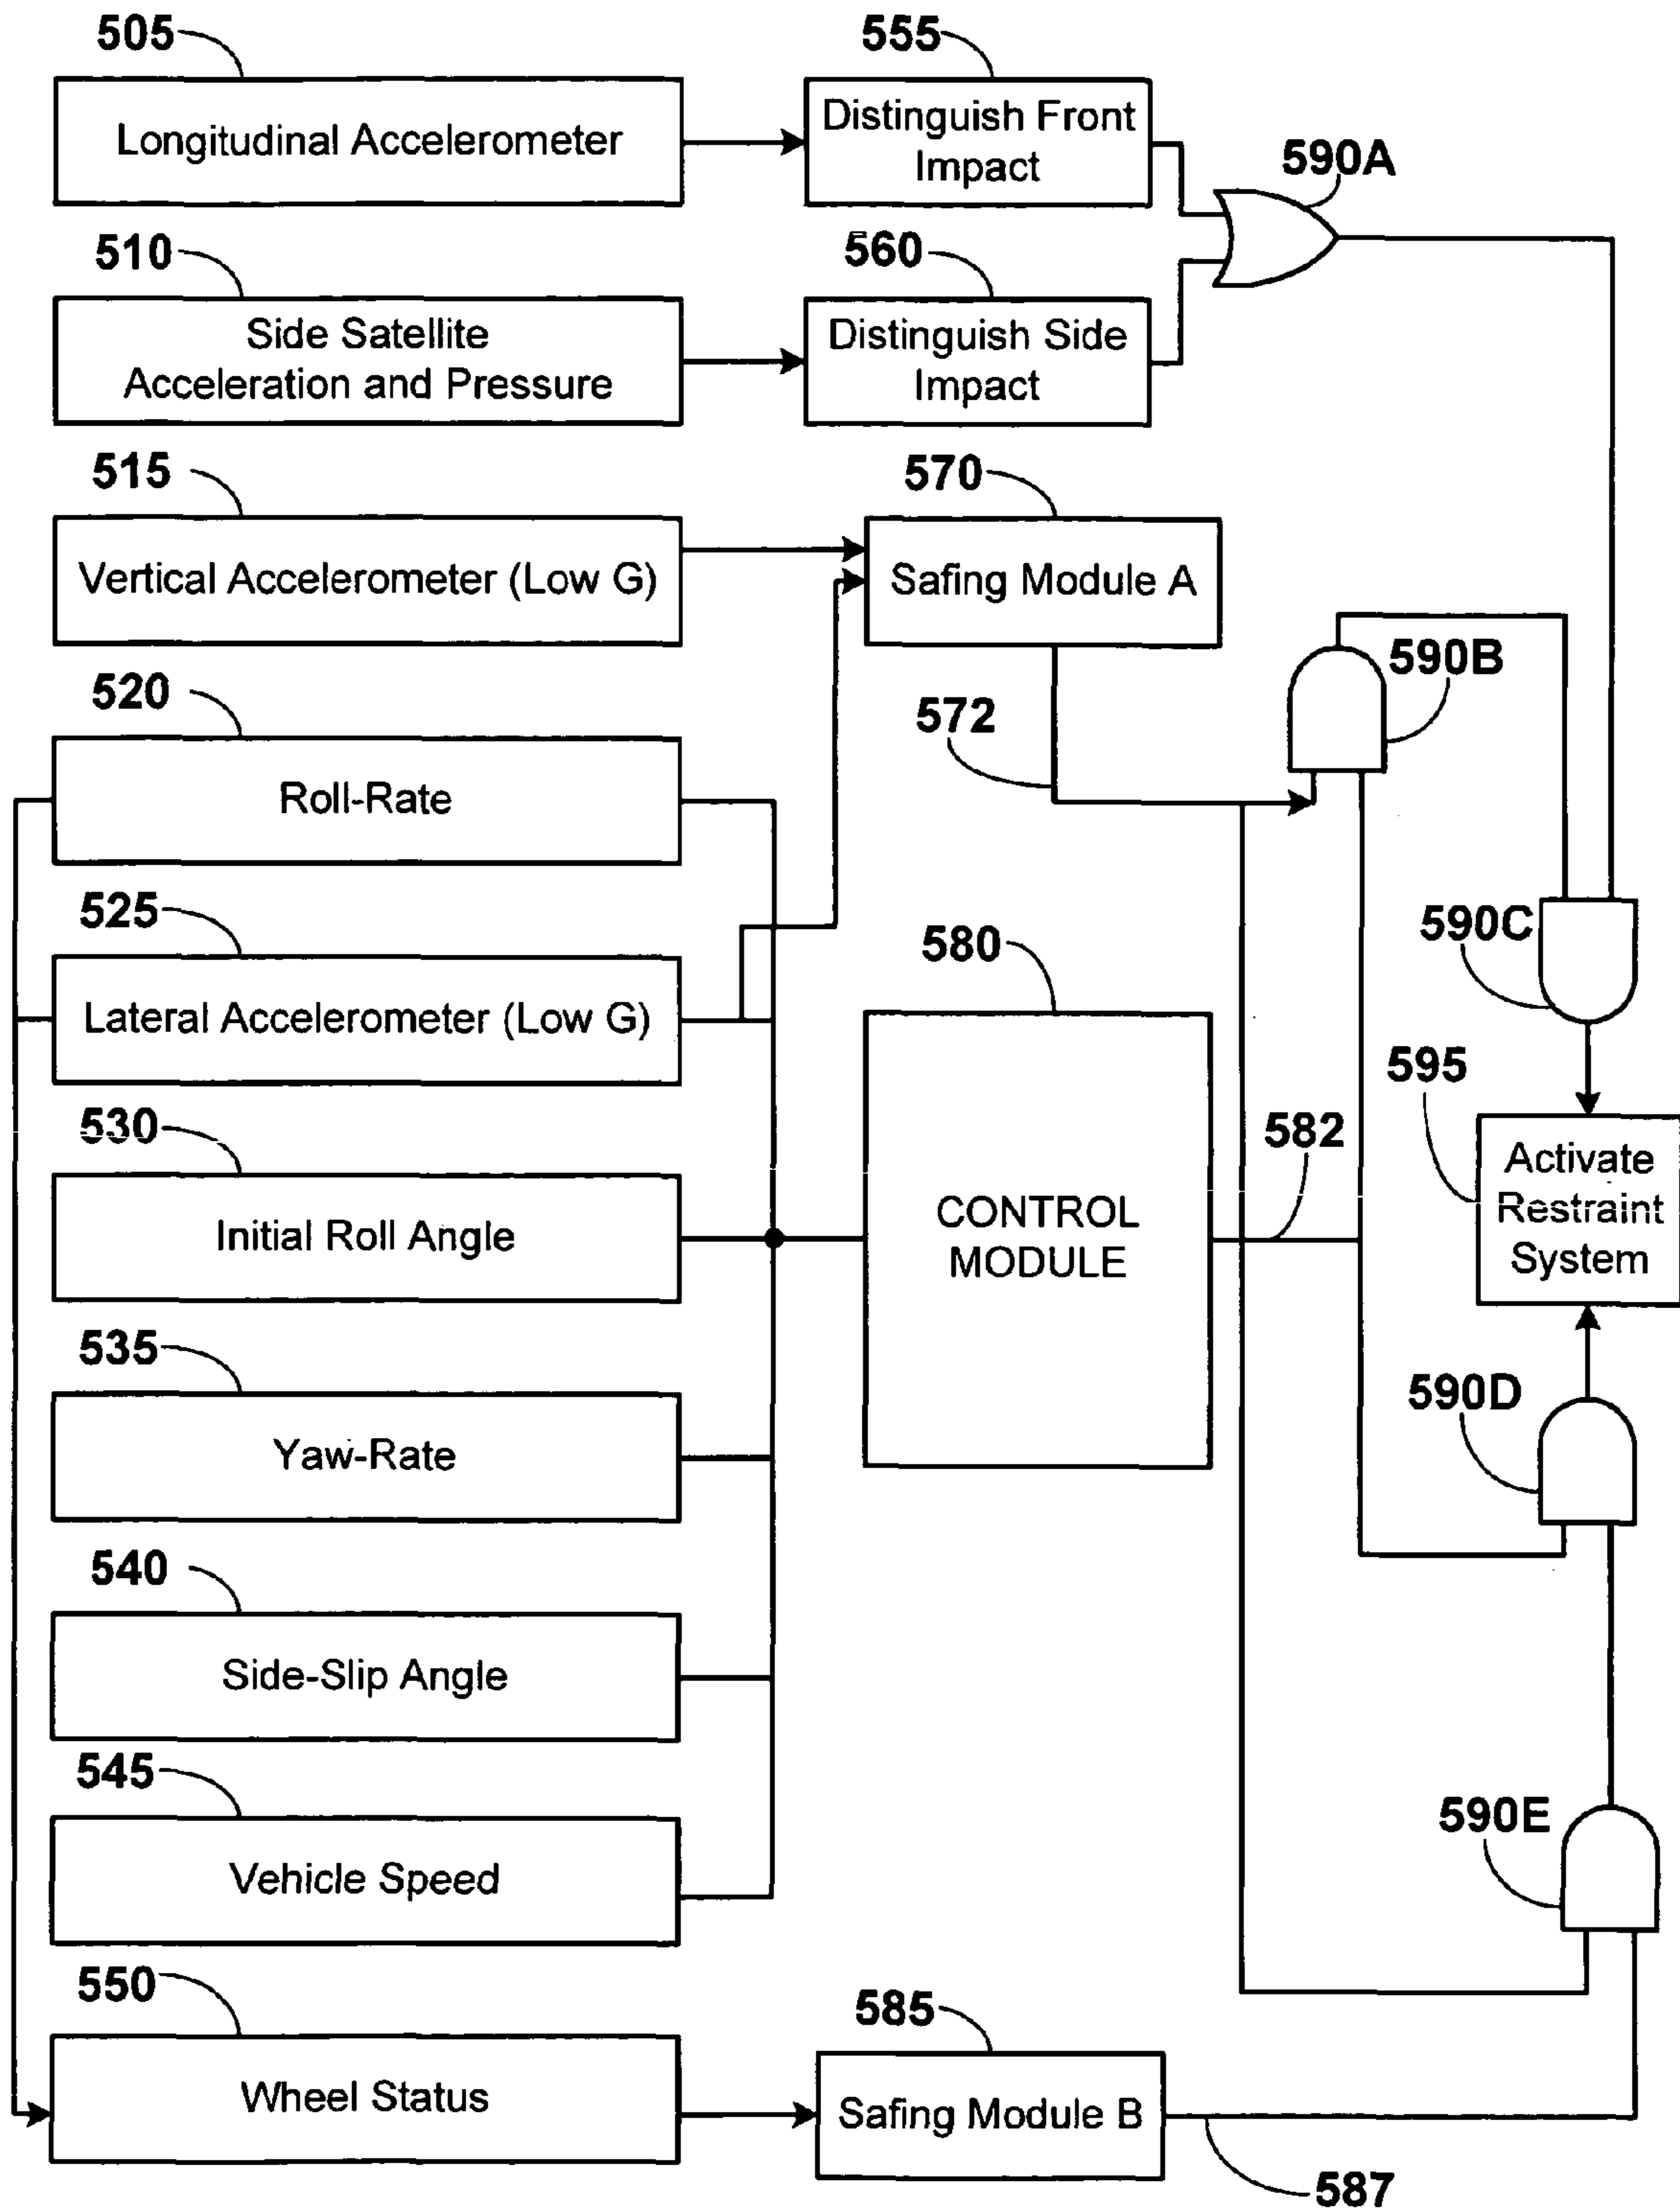 505
555
Longitudinal Accelerometer
Distinguish Front
Impact
590A
510
560
Side Satellite
Acceleration and Pressure
Distinguish Side
Impact
515
570
Vertical Accelerometer (Low G)
Safing Module A
590B
520
572
Roll-Rate
525
590C
580
Lateral Accelerometer (Low G)
595
530
582
Activate
Restraint
System
Initial Roll Angle
CONTROL
MODULE
535
590D
Yaw-Rate
540
Side-Slip Angle
545
590E
Vehicle Speed
550
585
Wheel Status
Safing Module B
587